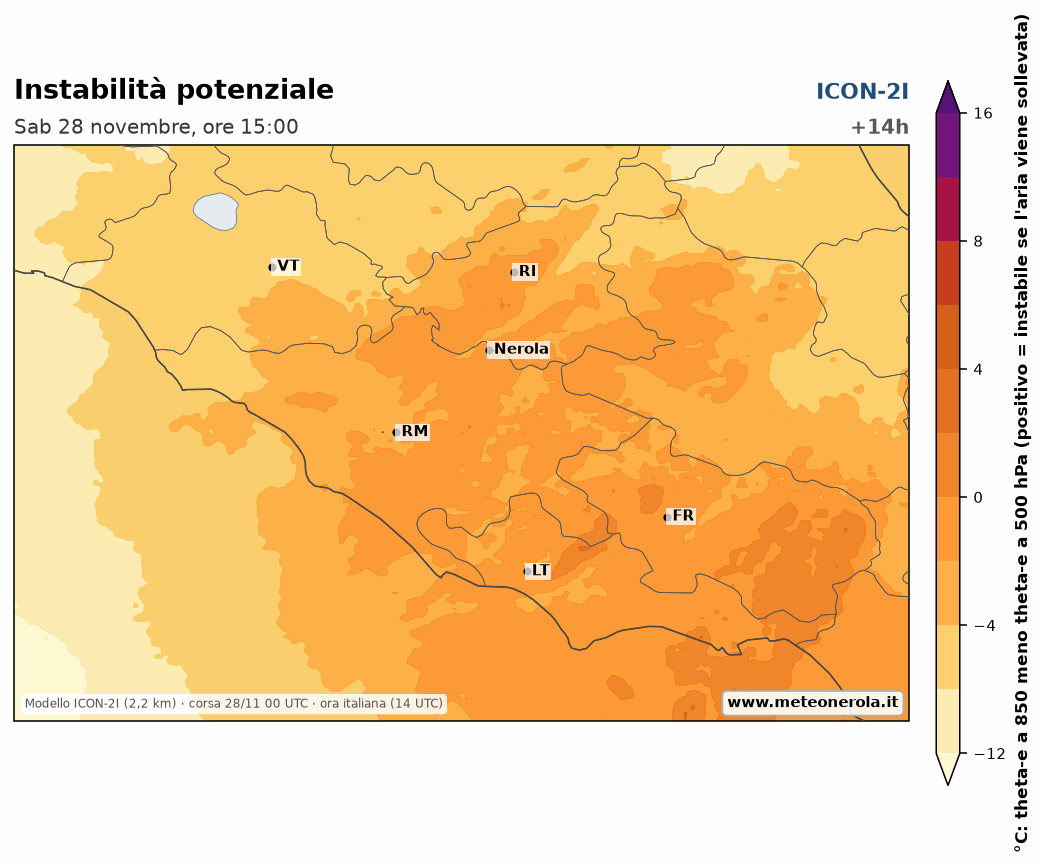 Instabilità potenziale
ICON-2I
Sab 28 novembre, ore 15:00
+14h
VT
RI
Nerola
RM
FR
LT
Modello ICON-2I (2,2 km) · corsa 28/11 00 UTC · ora italiana (14 UTC)
www.meteonerola.it
16
8
4
0
−4
−12
°C: theta-e a 850 meno theta-e a 500 hPa (positivo = instabile se l'aria viene sollevata)